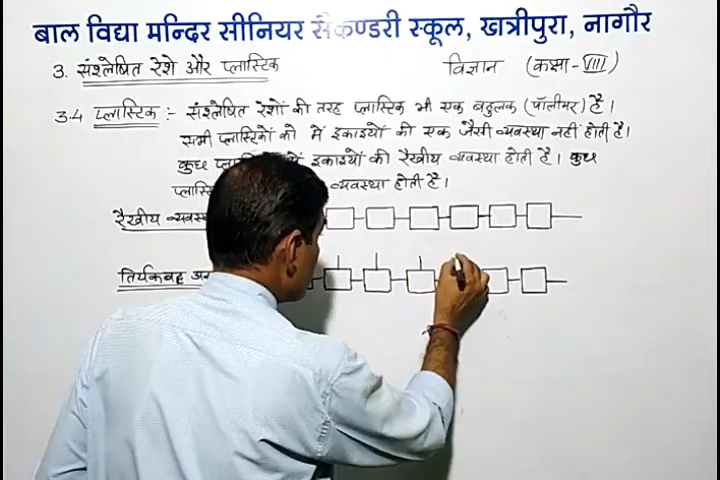 बाल विद्या मन्दिर सीनियर सैकण्डरी स्कूल, खत्रीपुरा, नागौर
3. संश्लेषित रेशे और प्लास्टिक विज्ञान (कक्षा-VIII)
3.4 प्लास्टिक :- संश्लेषित रेशों की तरह प्लास्टिक भी एक बहुलक (पॉलीमर) है।
सभी प्लास्टिकों की में इकाइयों की एक जैसी व्यवस्था नहीं होती है।
कुछ में इकाइयों की रैखीय व्यवस्था होती है। कुछ
व्यवस्था होती है।
रैखीय
तिर्यकबद्ध